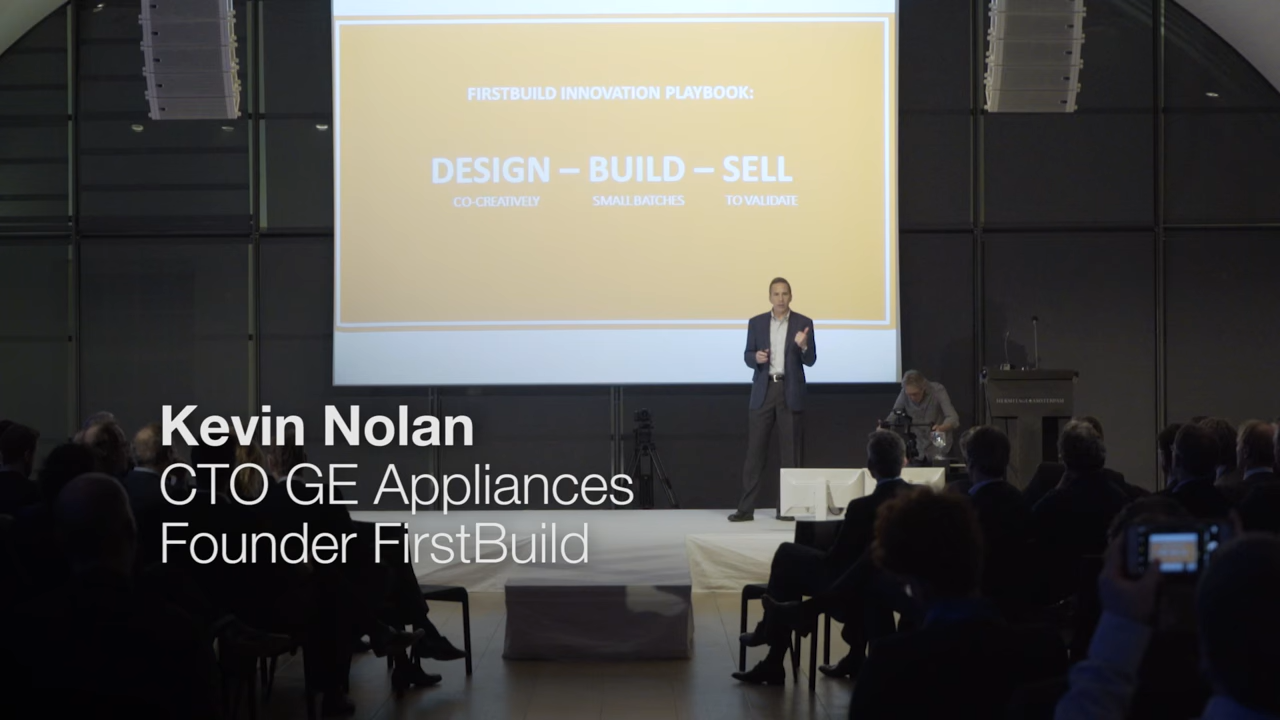 FIRSTBUILD INNOVATION PLAYBOOK:
DESIGN – BUILD – SELL
CO-CREATIVELY SMALL BATCHES TO VALIDATE
Kevin Nolan
CTO GE Appliances
Founder FirstBuild